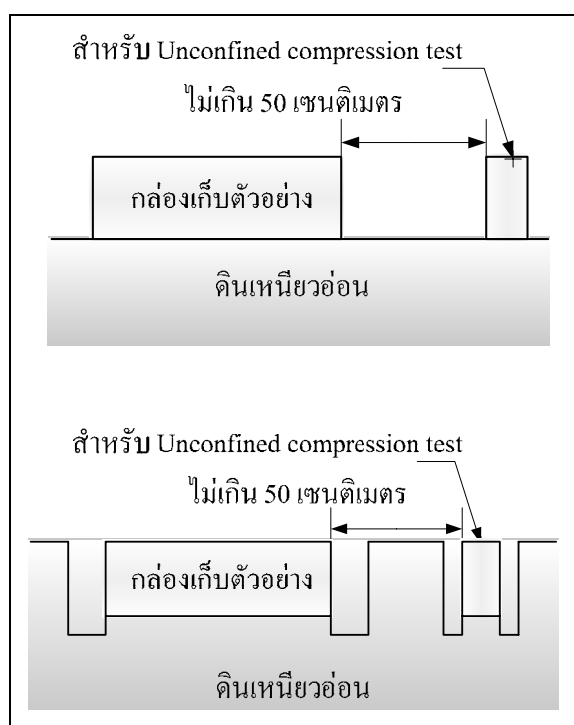 สำหรับ Unconfined compression test
ไม่เกิน 50 เซนติเมตร
กล่องเก็บตัวอย่าง
ดินเหนียวอ่อน
สำหรับ Unconfined compression test
ไม่เกิน 50 เซนติเมตร
กล่องเก็บตัวอย่าง
ดินเหนียวอ่อน